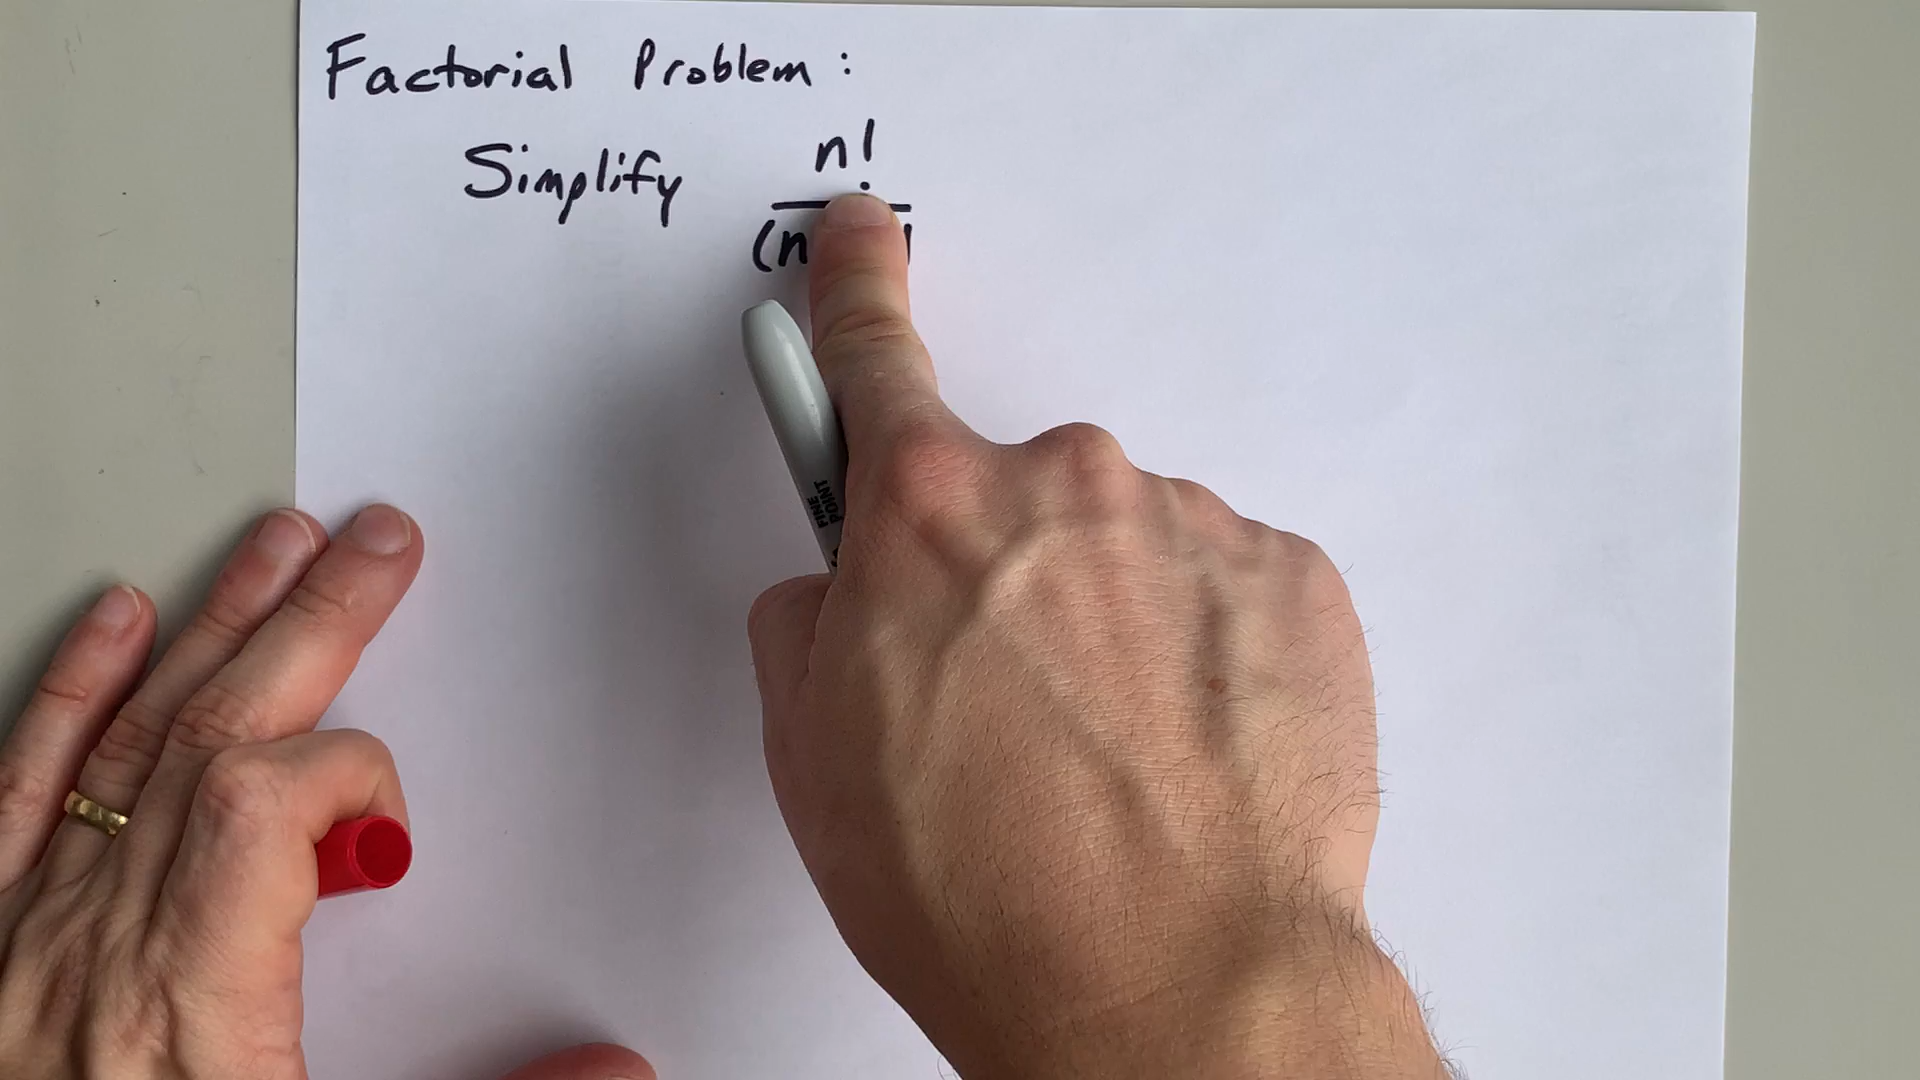 Factorial Problem :
Simplify
n!
(n
FINE
POINT